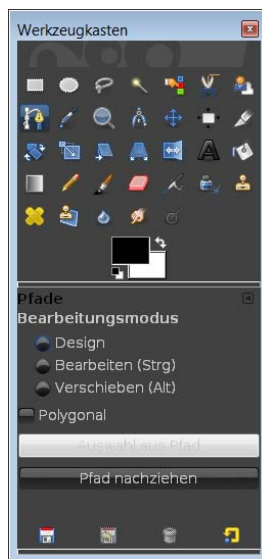 Werkzeugkasten
Pfade
Bearbeitungsmodus
Design
Bearbeiten (Strg)
Verschieben (Alt)
Polygonal
Auswahl aus Pfad
Pfad nachziehen